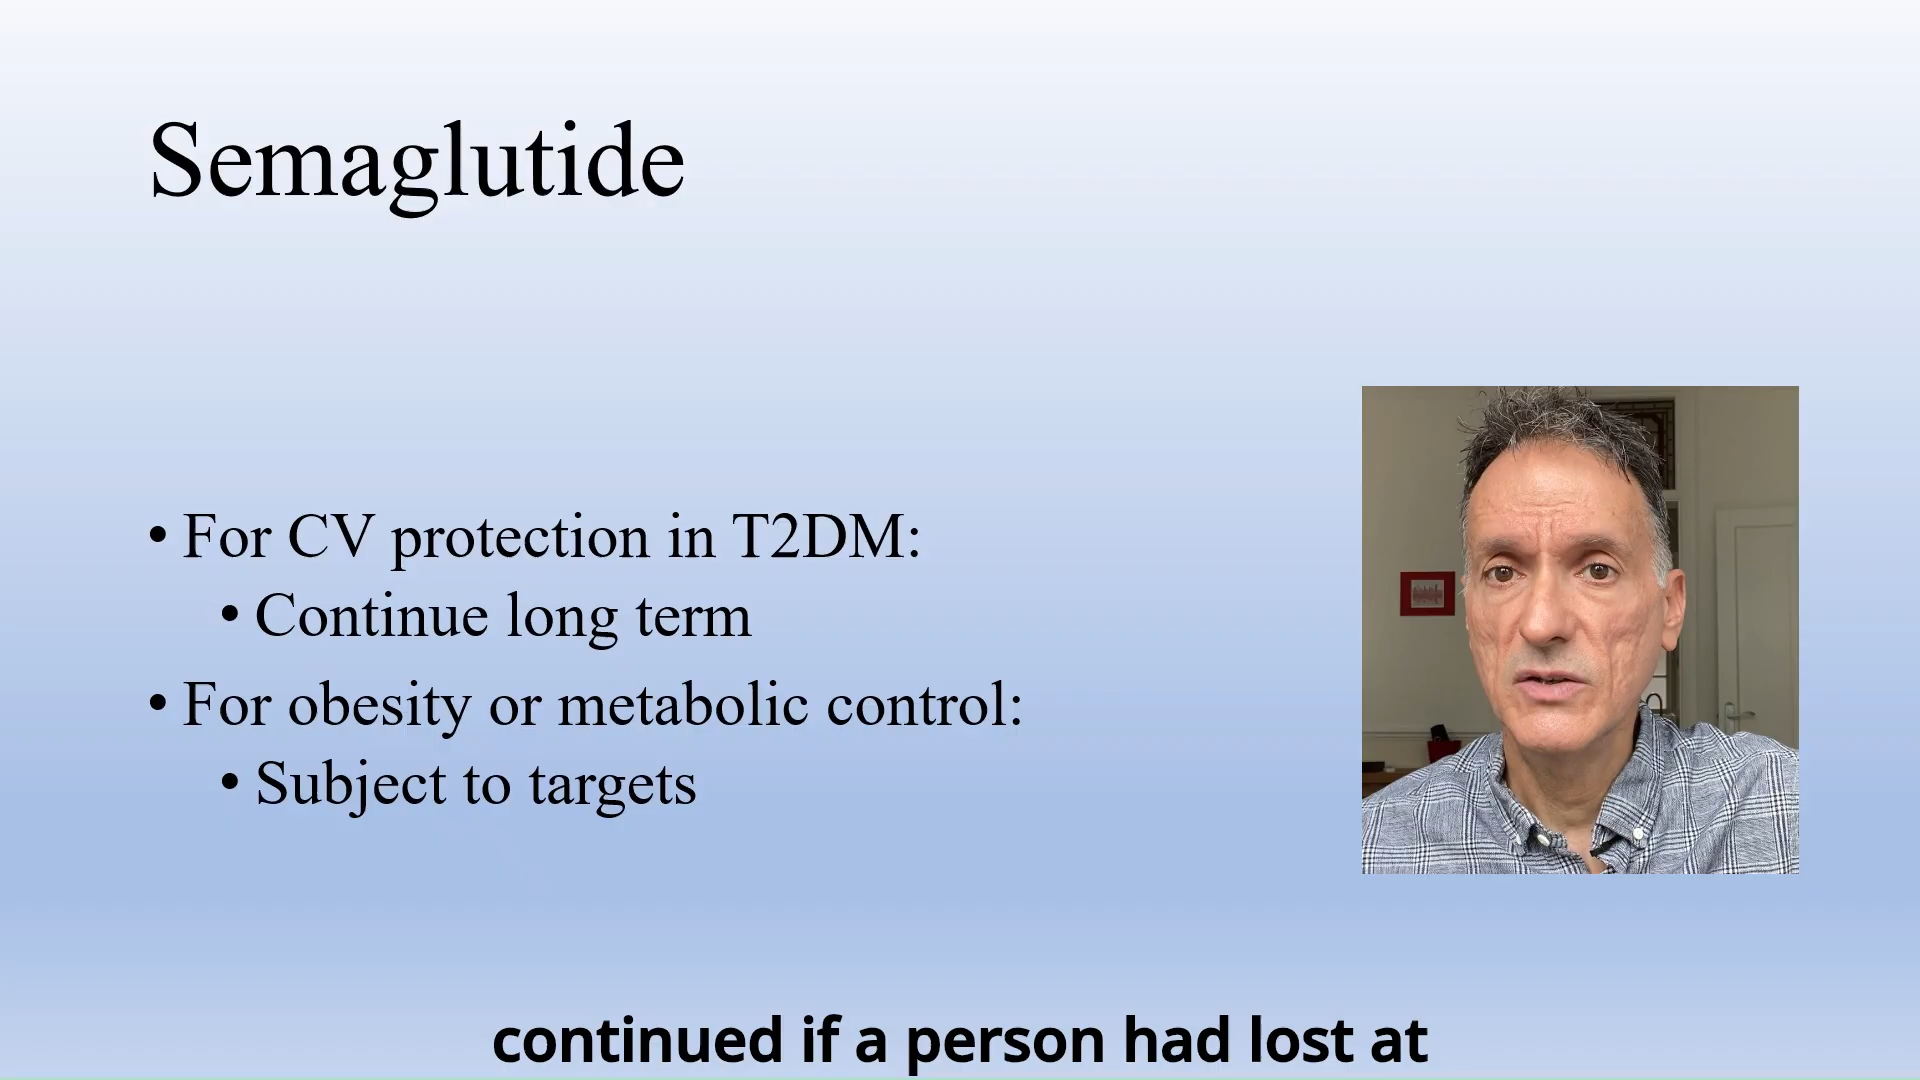 Semaglutide
• For CV protection in T2DM:
• Continue long term
• For obesity or metabolic control:
• Subject to targets
continued if a person had lost at